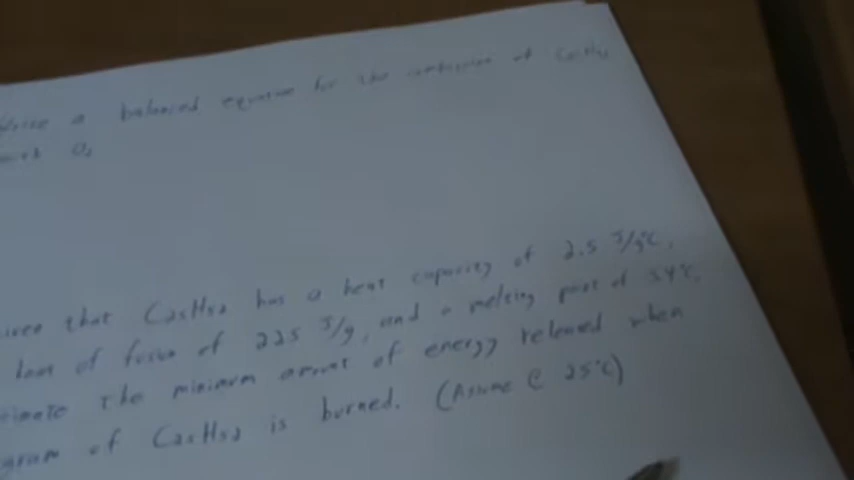 a balanced equation for the combustion of C25H52
with O2
that C25H52 has a heat capacity of 2.5 J/g°C,
heat of fusion of 225 J/g, and a melting point of 54°C,
the minimum amount of energy released when
gram of C25H52 is burned. (Assume @ 25°C)